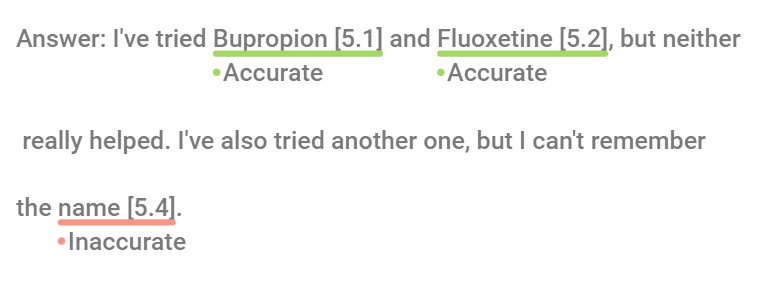 Answer: I've tried Bupropion [5.1] and Fluoxetine [5.2], but neither
Accurate Accurate
really helped. I've also tried another one, but I can't remember
the name [5.4].
Inaccurate